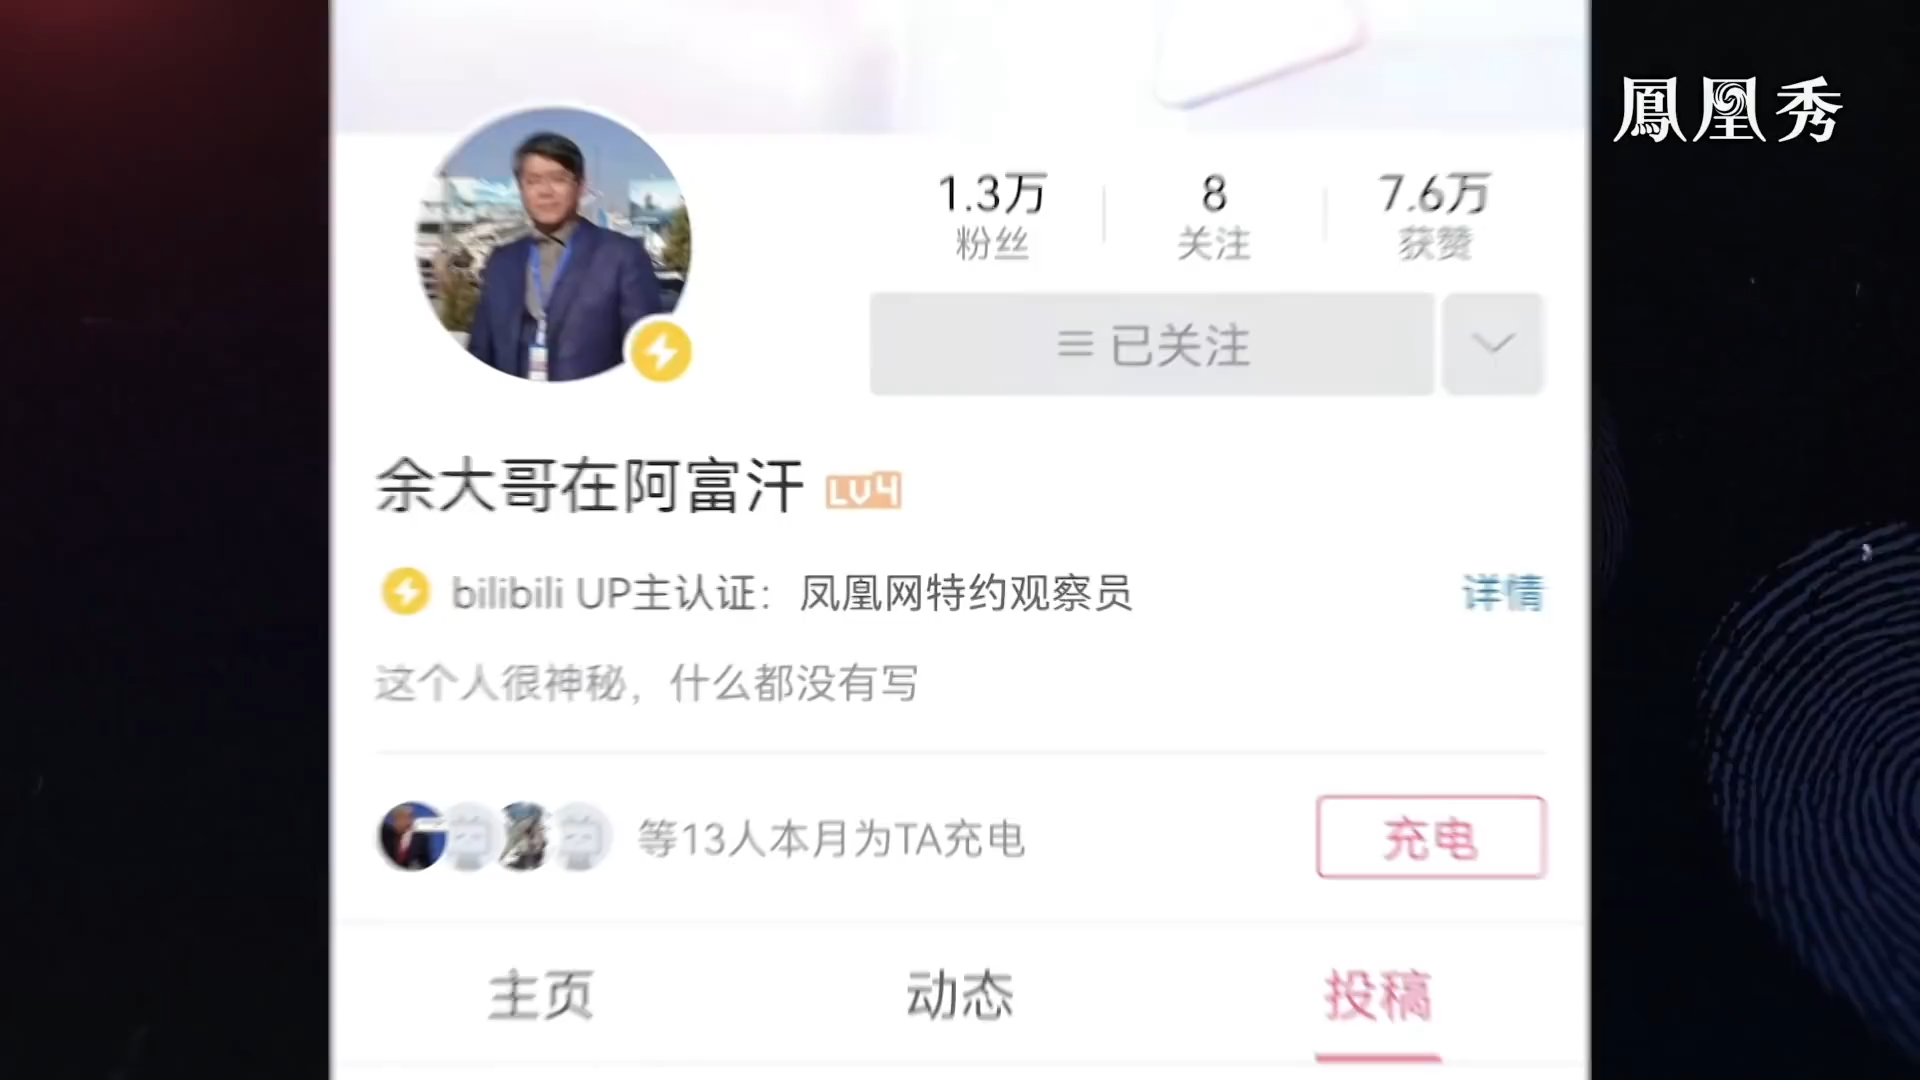 鳳凰秀
1.3万
粉丝
8
关注
7.6万
获赞
已关注
余大哥在阿富汗 LV4
bilibili UP主认证：凤凰网特约观察员
详情
这个人很神秘，什么都没有写
等13人本月为TA充电
充电
主页
动态
投稿